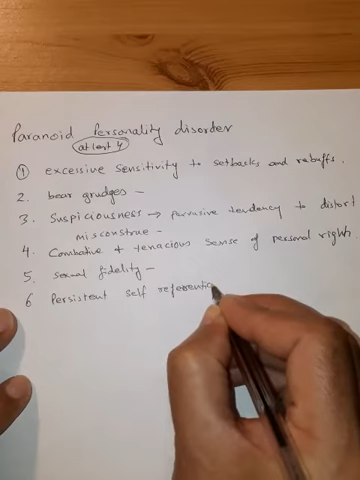 Paranoid Personality disorder
at least 4
1 excessive sensitivity to setbacks and rebuffs.
2. bear grudges -
3. Suspiciousness → pervasive tendency to distort
misconstrue -
4. Combative + tenacious sense of personal rights
5. Sexual fidelity -
6 Persistent self referentia